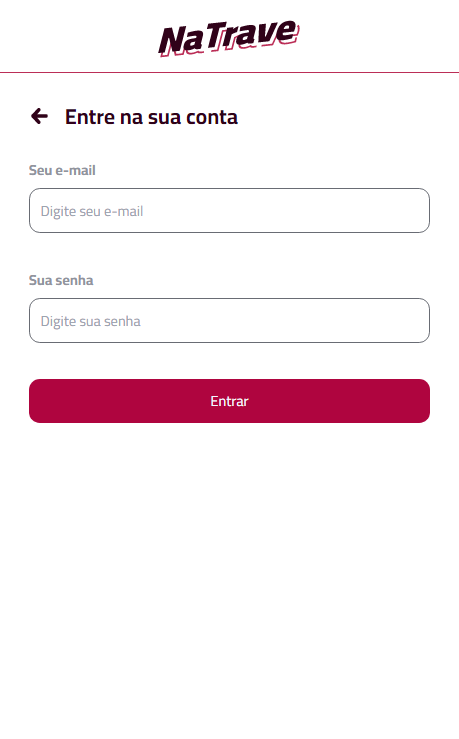 NaTrave
Entre na sua conta
Seu e-mail
Digite seu e-mail
Sua senha
Digite sua senha
Entrar